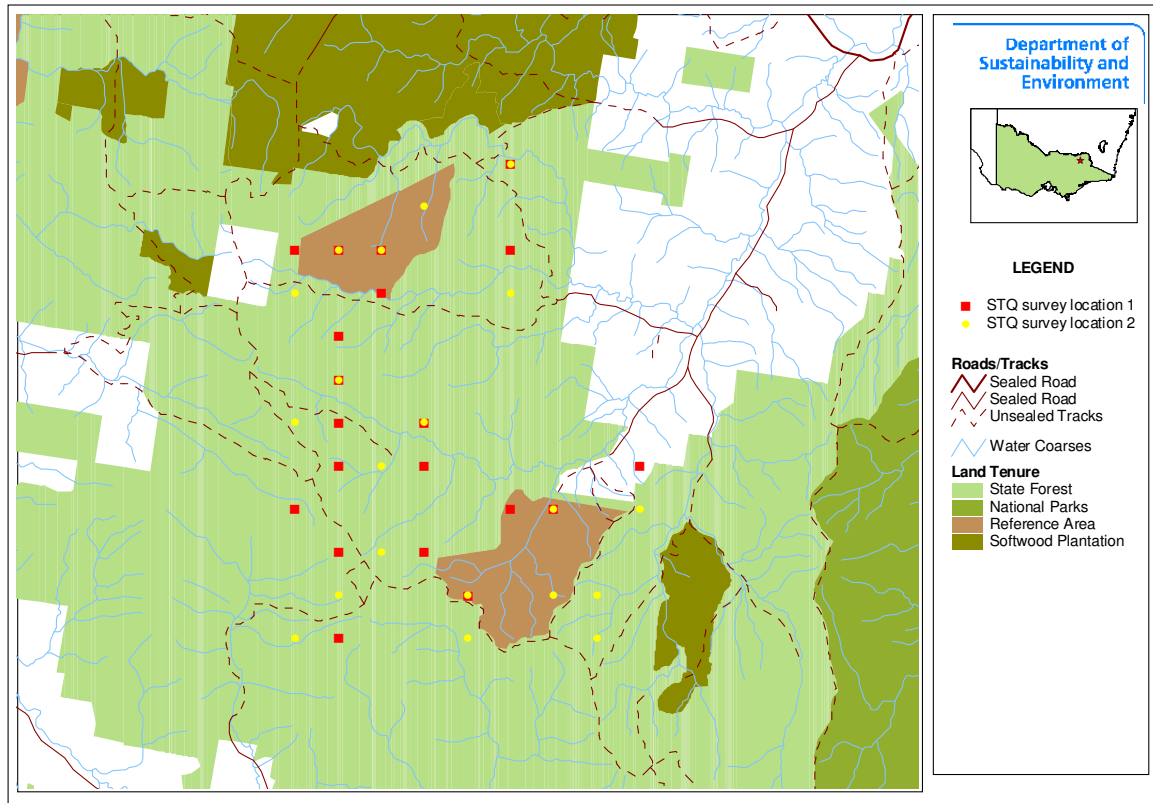 Department of
Sustainability and
Environment
LEGEND
STQ survey location 1
STQ survey location 2
Roads/Tracks
Sealed Road
Sealed Road
Unsealed Tracks
Water Coarses
Land Tenure
State Forest
National Parks
Reference Area
Softwood Plantation